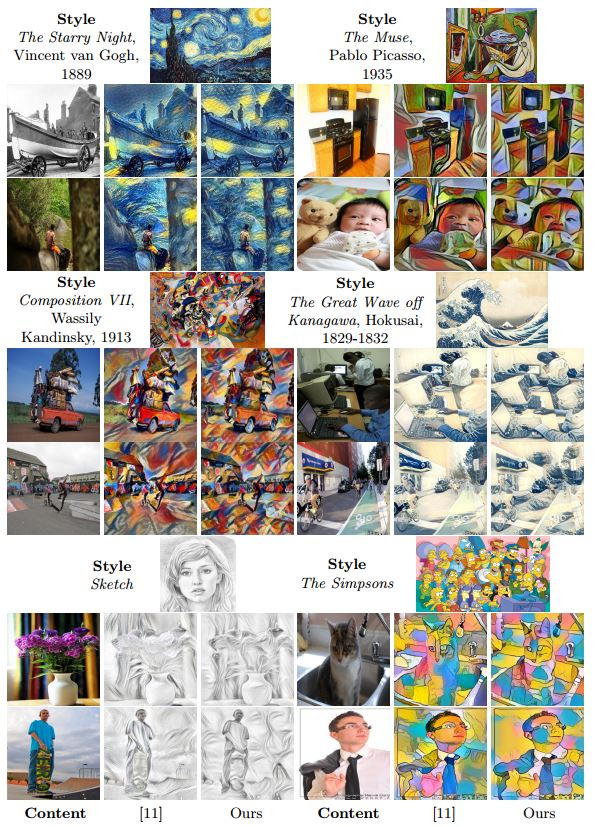 Style
The Starry Night,
Vincent van Gogh,
1889
Style
The Muse,
Pablo Picasso,
1935
Style
Composition VII,
Wassily
Kandinsky, 1913
Style
The Great Wave off
Kanagawa, Hokusai,
1829-1832
Style
Sketch
Style
The Simpsons
Content
[11]
Ours
Content
[11]
Ours